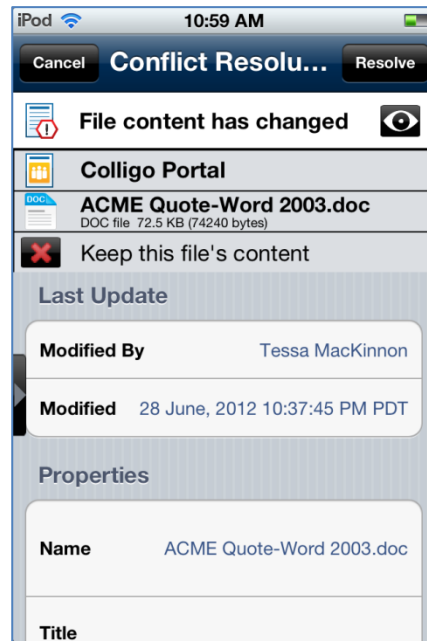 iPod 10:59 AM
Cancel Conflict Resolu... Resolve
File content has changed
Colligo Portal
DOC ACME Quote-Word 2003.doc
DOC file 72.5 KB (74240 bytes)
Keep this file's content
Last Update
Modified By Tessa MacKinnon
Modified 28 June, 2012 10:37:45 PM PDT
Properties
Name ACME Quote-Word 2003.doc
Title